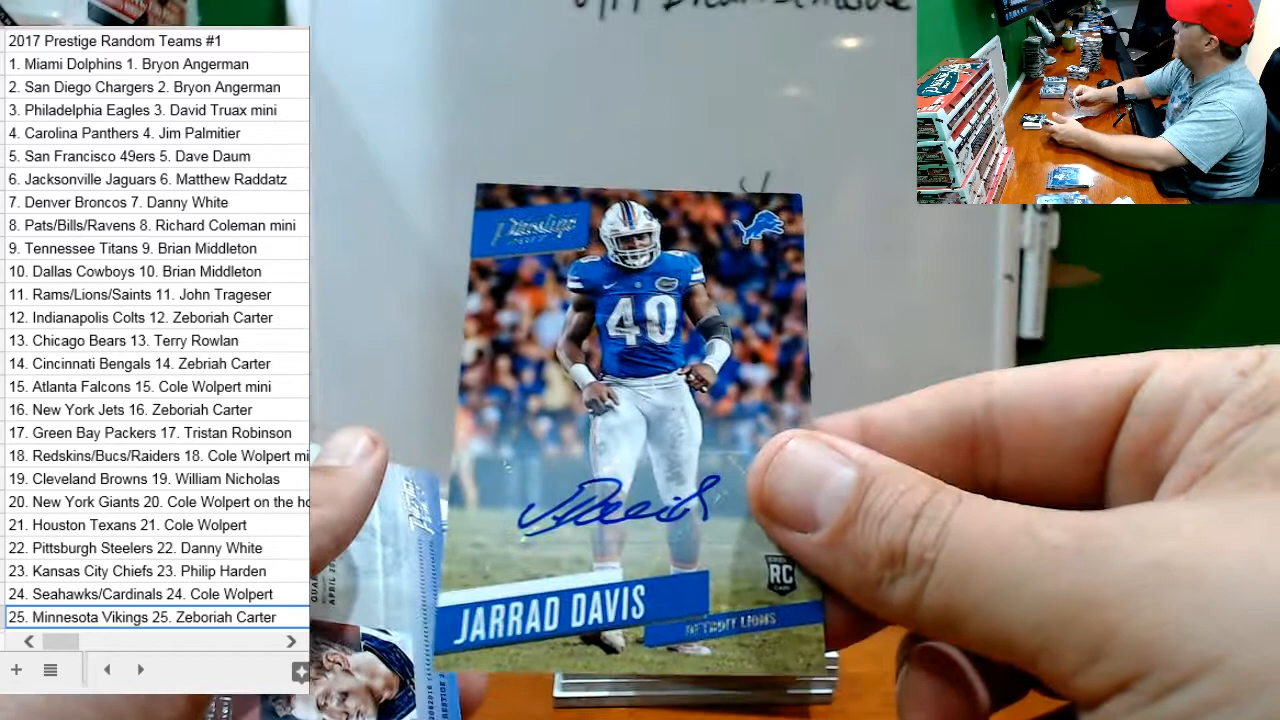 2017 Prestige Random Teams #1
1. Miami Dolphins 1. Bryon Angerman
2. San Diego Chargers 2. Bryon Angerman
3. Philadelphia Eagles 3. David Truax mini
4. Carolina Panthers 4. Jim Palmitier
5. San Francisco 49ers 5. Dave Daum
6. Jacksonville Jaguars 6. Matthew Raddatz
7. Denver Broncos 7. Danny White
8. Pats/Bills/Ravens 8. Richard Coleman mini
9. Tennessee Titans 9. Brian Middleton
10. Dallas Cowboys 10. Brian Middleton
11. Rams/Lions/Saints 11. John Trageser
12. Indianapolis Colts 12. Zeboriah Carter
13. Chicago Bears 13. Terry Rowlan
14. Cincinnati Bengals 14. Zebriah Carter
15. Atlanta Falcons 15. Cole Wolpert mini
16. New York Jets 16. Zeboriah Carter
17. Green Bay Packers 17. Tristan Robinson
18. Redskins/Bucs/Raiders 18. Cole Wolpert mi
19. Cleveland Browns 19. William Nicholas
20. New York Giants 20. Cole Wolpert on the ho
21. Houston Texans 21. Cole Wolpert
22. Pittsburgh Steelers 22. Danny White
23. Kansas City Chiefs 23. Philip Harden
24. Seahawks/Cardinals 24. Cole Wolpert
25. Minnesota Vikings 25. Zeboriah Carter
Prestige
2017
40
J Davis
RC
JARRAD DAVIS
DETROIT LIONS